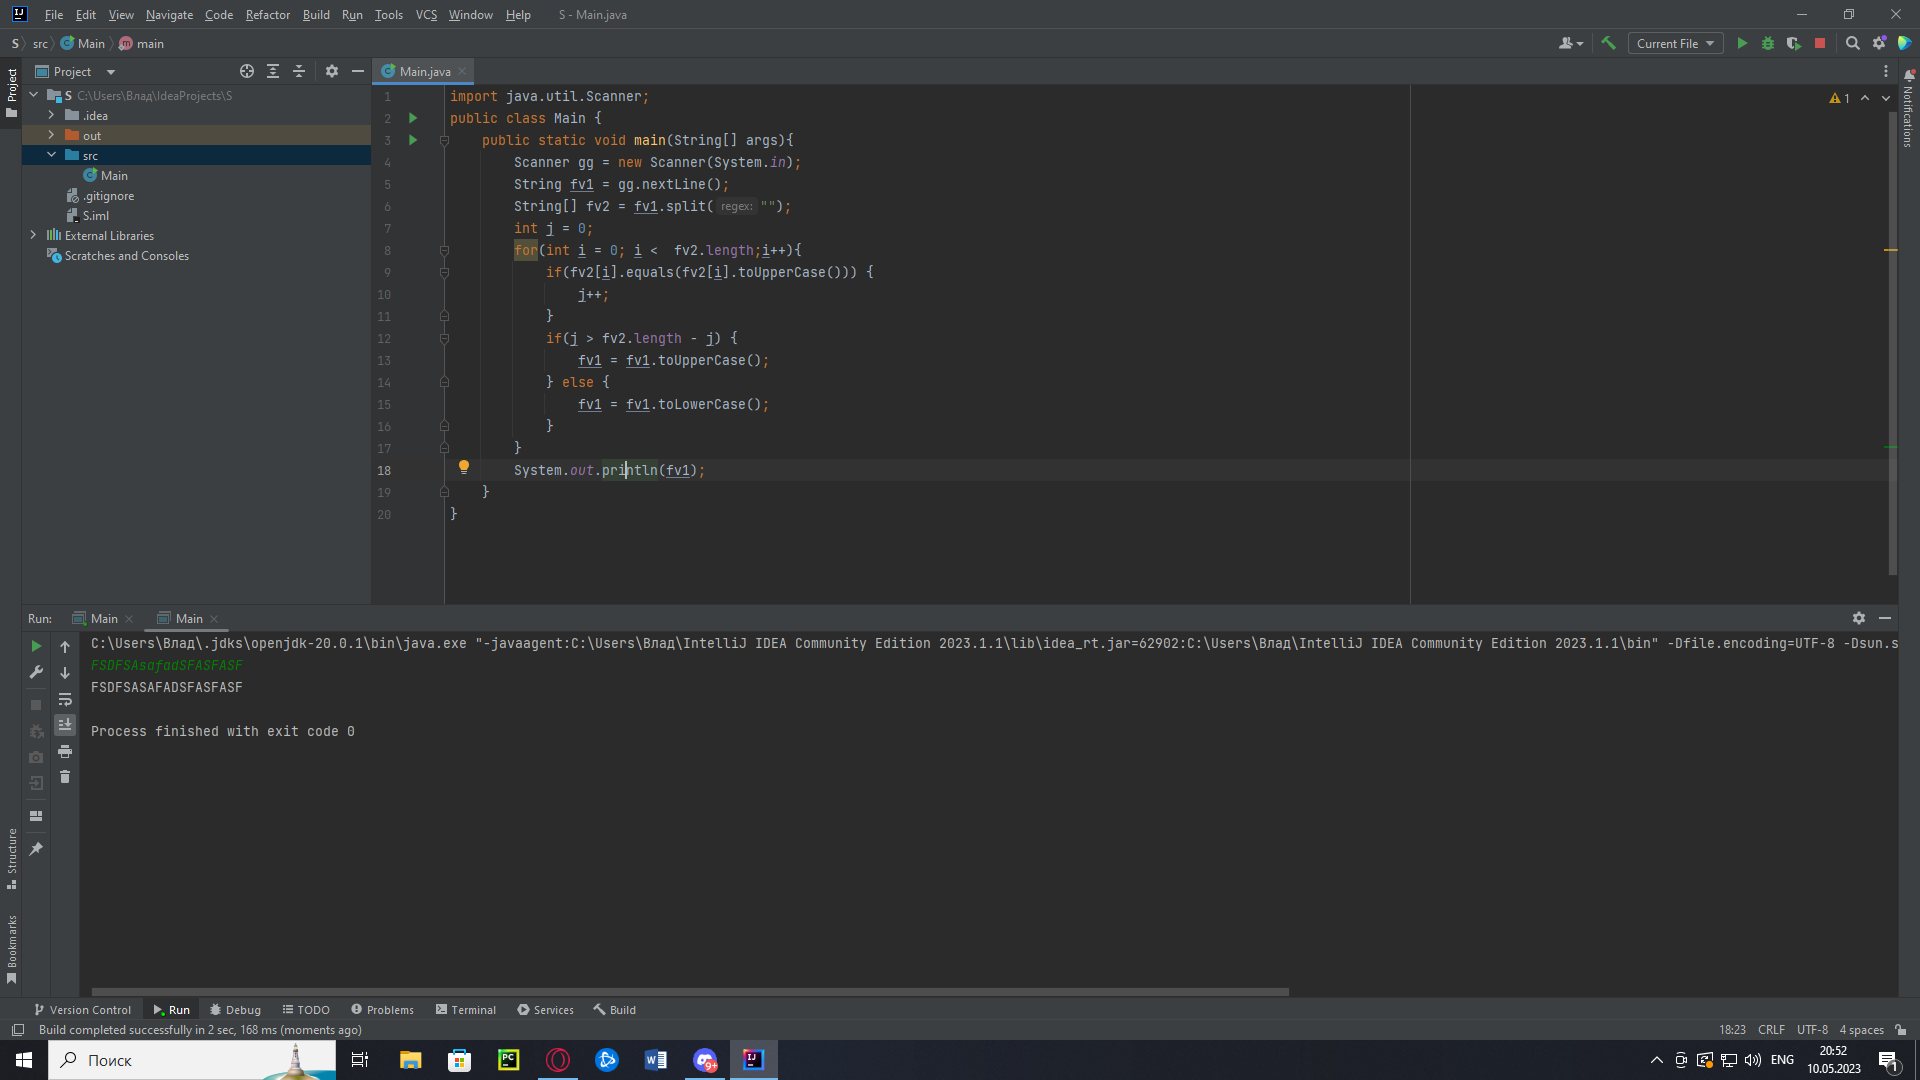 File Edit View Navigate Code Refactor Build Run Tools VCS Window Help S - Main.java
S src Main main
Current File
Project
Main.java
Project
S C:\Users\Влад\IdeaProjects\S
.idea
out
src
Main
.gitignore
S.iml
External Libraries
Scratches and Consoles
Structure
Bookmarks
1 import java.util.Scanner;
2 public class Main {
3 public static void main(String[] args){
4 Scanner gg = new Scanner(System.in);
5 String fv1 = gg.nextLine();
6 String[] fv2 = fv1.split( regex: "");
7 int j = 0;
8 for(int i = 0; i <  fv2.length;i++){
9 if(fv2[i].equals(fv2[i].toUpperCase())) {
10 j++;
11 }
12 if(j > fv2.length - j) {
13 fv1 = fv1.toUpperCase();
14 } else {
15 fv1 = fv1.toLowerCase();
16 }
17 }
18 System.out.println(fv1);
19 }
20 }
1
Notifications
Run: Main Main
C:\Users\Влад\.jdks\openjdk-20.0.1\bin\java.exe "-javaagent:C:\Users\Влад\IntelliJ IDEA Community Edition 2023.1.1\lib\idea_rt.jar=62902:C:\Users\Влад\IntelliJ IDEA Community Edition 2023.1.1\bin" -Dfile.encoding=UTF-8 -Dsun.s
FSDFSAsafadSFASFASF
FSDFSASAFADSFASFASF
Process finished with exit code 0
Version Control Run Debug TODO Problems Terminal Services Build
Build completed successfully in 2 sec, 168 ms (moments ago)
18:23 CRLF UTF-8 4 spaces
Поиск
PC
9+
IJ
ENG
20:52
10.05.2023
1